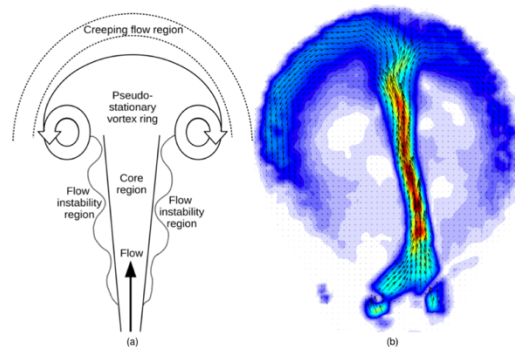 Creeping flow region
Pseudo-
stationary
vortex ring
Core
region
Flow
instability
region
Flow
instability
region
Flow
(a)
(b)